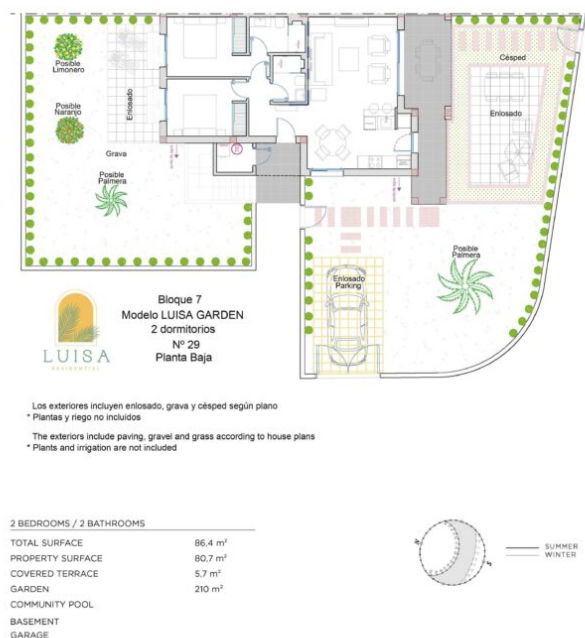 Posible
Limonero
Posible
Naranjo
Enlosado
Grava
Posible
Palmera
Césped
Enlosado
Posible
Palmera
Enlosado
Parking
LUISA
RESIDENTIAL
Bloque 7
Modelo LUISA GARDEN
2 dormitorios
Nº 29
Planta Baja
Los exteriores incluyen enlosado, grava y césped según plano
* Plantas y riego no incluidos
The exteriors include paving, gravel and grass according to house plans
* Plants and irrigation are not included
2 BEDROOMS / 2 BATHROOMS
TOTAL SURFACE 86,4 m²
PROPERTY SURFACE 80,7 m²
COVERED TERRACE 5,7 m²
GARDEN 210 m²
COMMUNITY POOL
BASEMENT
GARAGE
N
S
SUMMER
WINTER